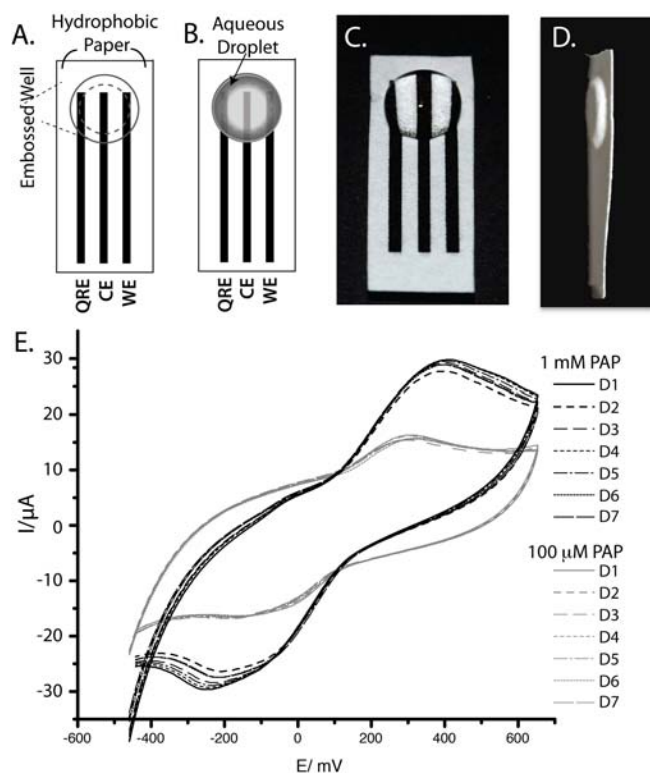 A.
Hydrophobic
Paper
Embossed Well
QRE
CE
WE
B.
Aqueous
Droplet
QRE
CE
WE
C.
D.
E.
I/µA
30
20
10
0
-10
-20
-30
-600
-400
-200
0
200
400
600
E/ mV
1 mM PAP
D1
D2
D3
D4
D5
D6
D7
100 µM PAP
D1
D2
D3
D4
D5
D6
D7